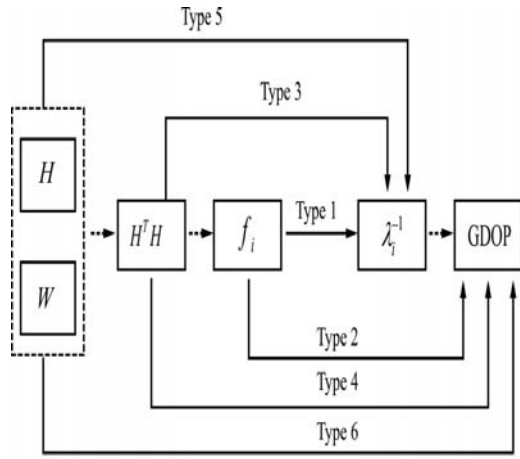 Type 5
Type 3
H
Type 1
H^T H
f_i
λ_i^{-1}
GDOP
W
Type 2
Type 4
Type 6